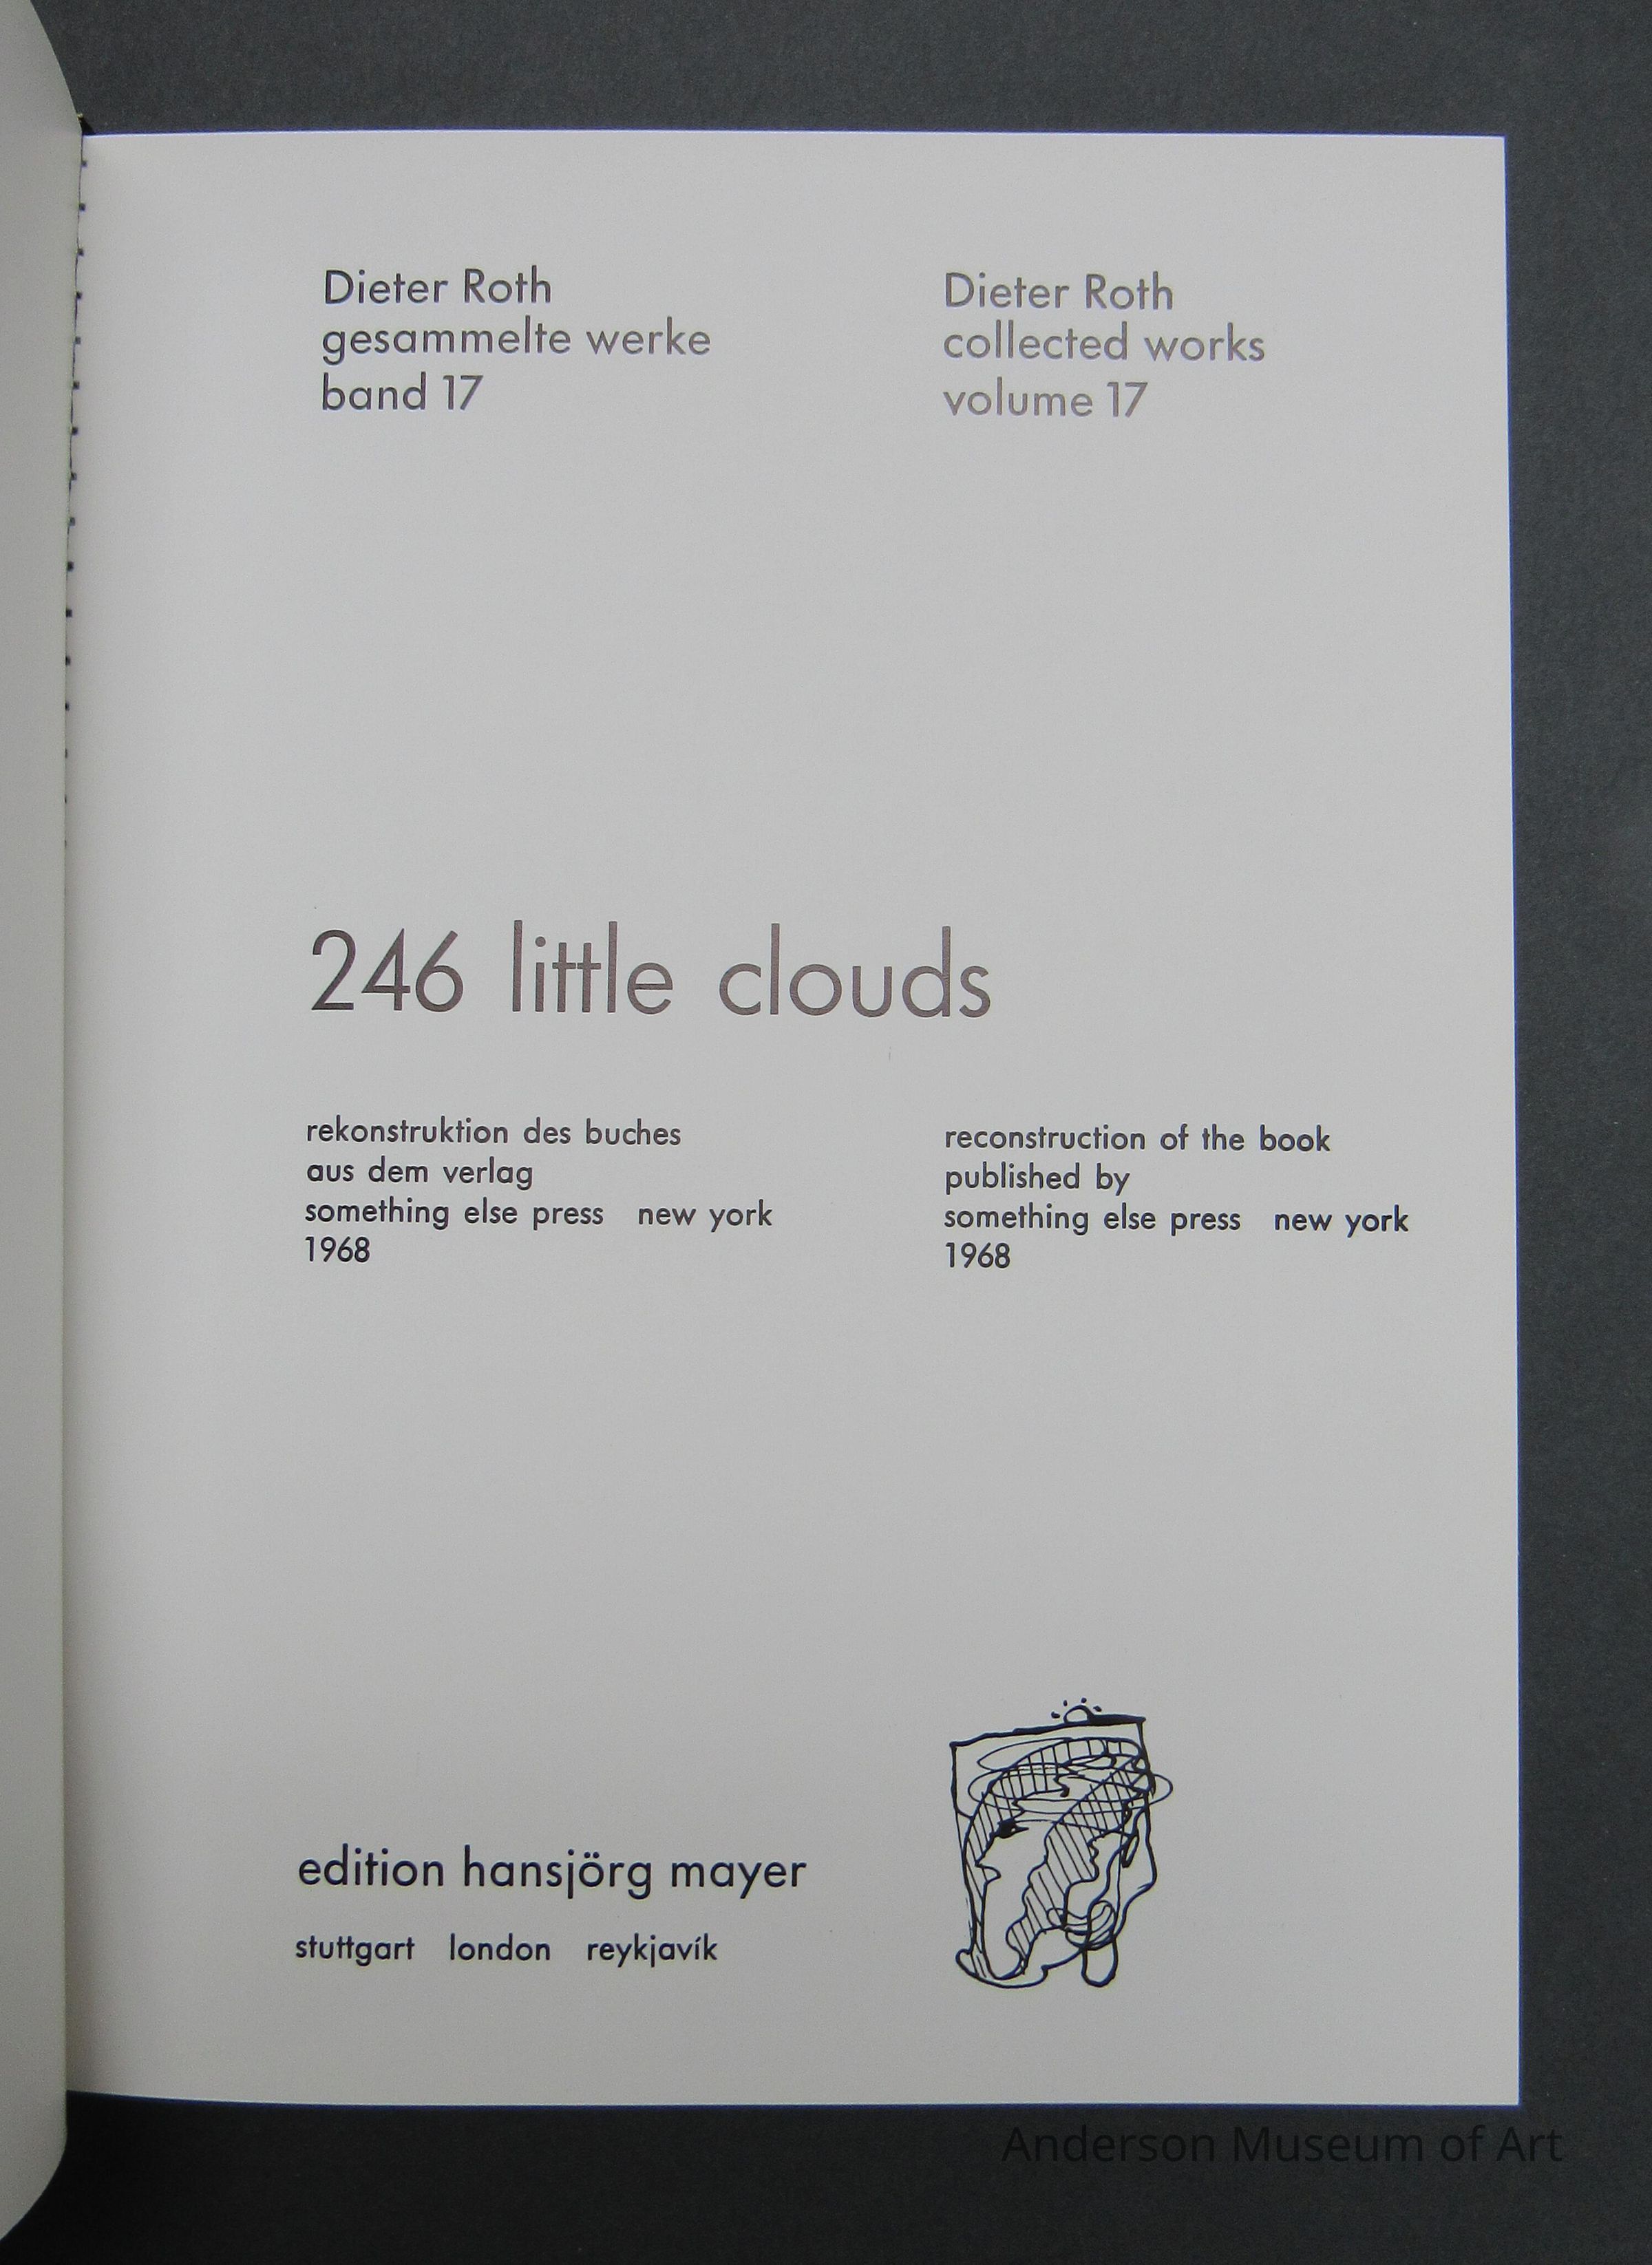 Dieter Roth
gesammelte werke
band 17
Dieter Roth
collected works
volume 17
246 little clouds
rekonstruktion des buches
aus dem verlag
something else press new york
1968
reconstruction of the book
published by
something else press new york
1968
edition hansjörg mayer
stuttgart london reykjavík
Anderson Museum of Art